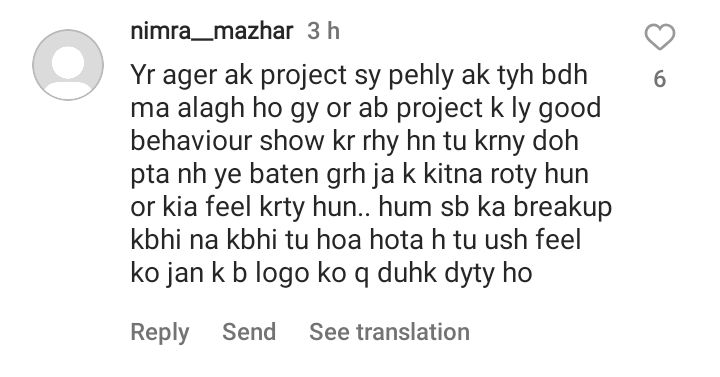 nimra__mazhar 3 h
Yr ager ak project sy pehly ak tyh bdh
ma alagh ho gy or ab project k ly good
behaviour show kr rhy hn tu krny doh
pta nh ye baten grh ja k kitna roty hun
or kia feel krty hun.. hum sb ka breakup
kbhi na kbhi tu hoa hota h tu ush feel
ko jan k b logo ko q duhk dyty ho
6
Reply Send See translation